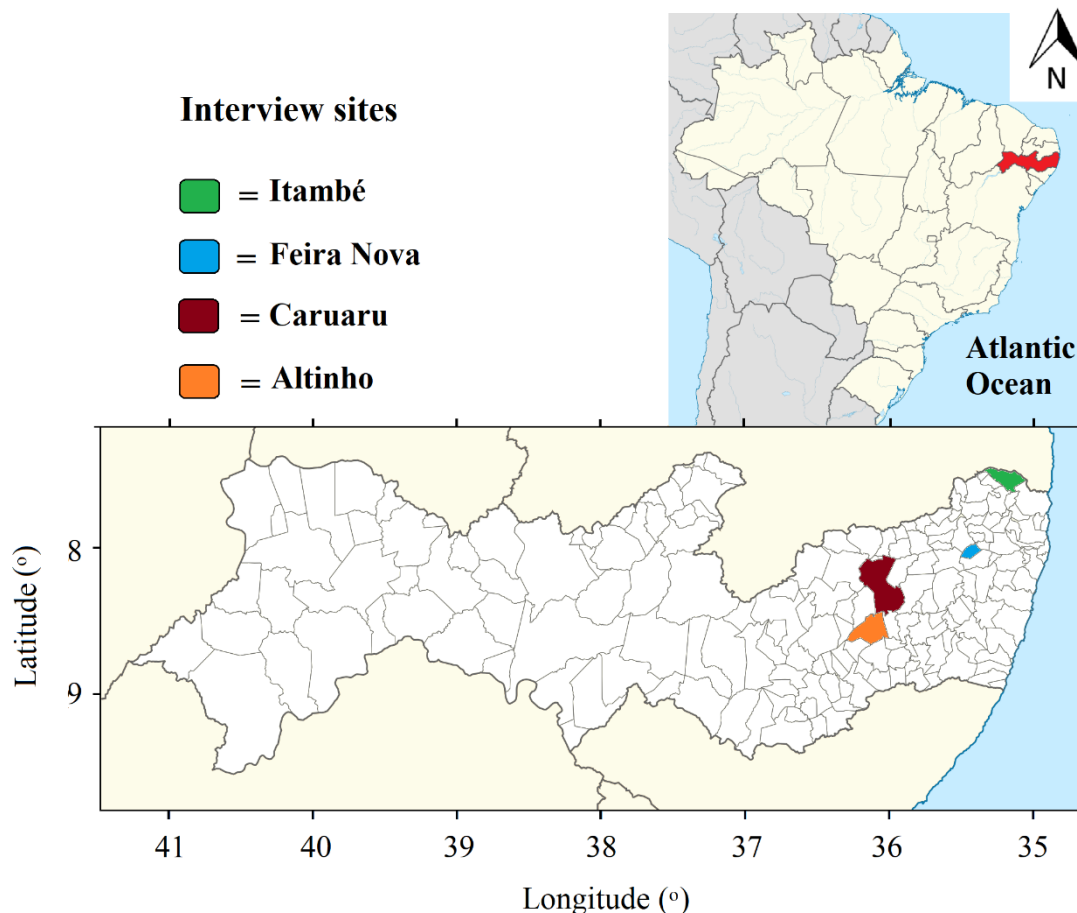 N
Interview sites
= Itambé
= Feira Nova
= Caruaru
= Altinho
Atlantic
Ocean
Latitude (º)
8
9
41 40 39 38 37 36 35
Longitude (º)